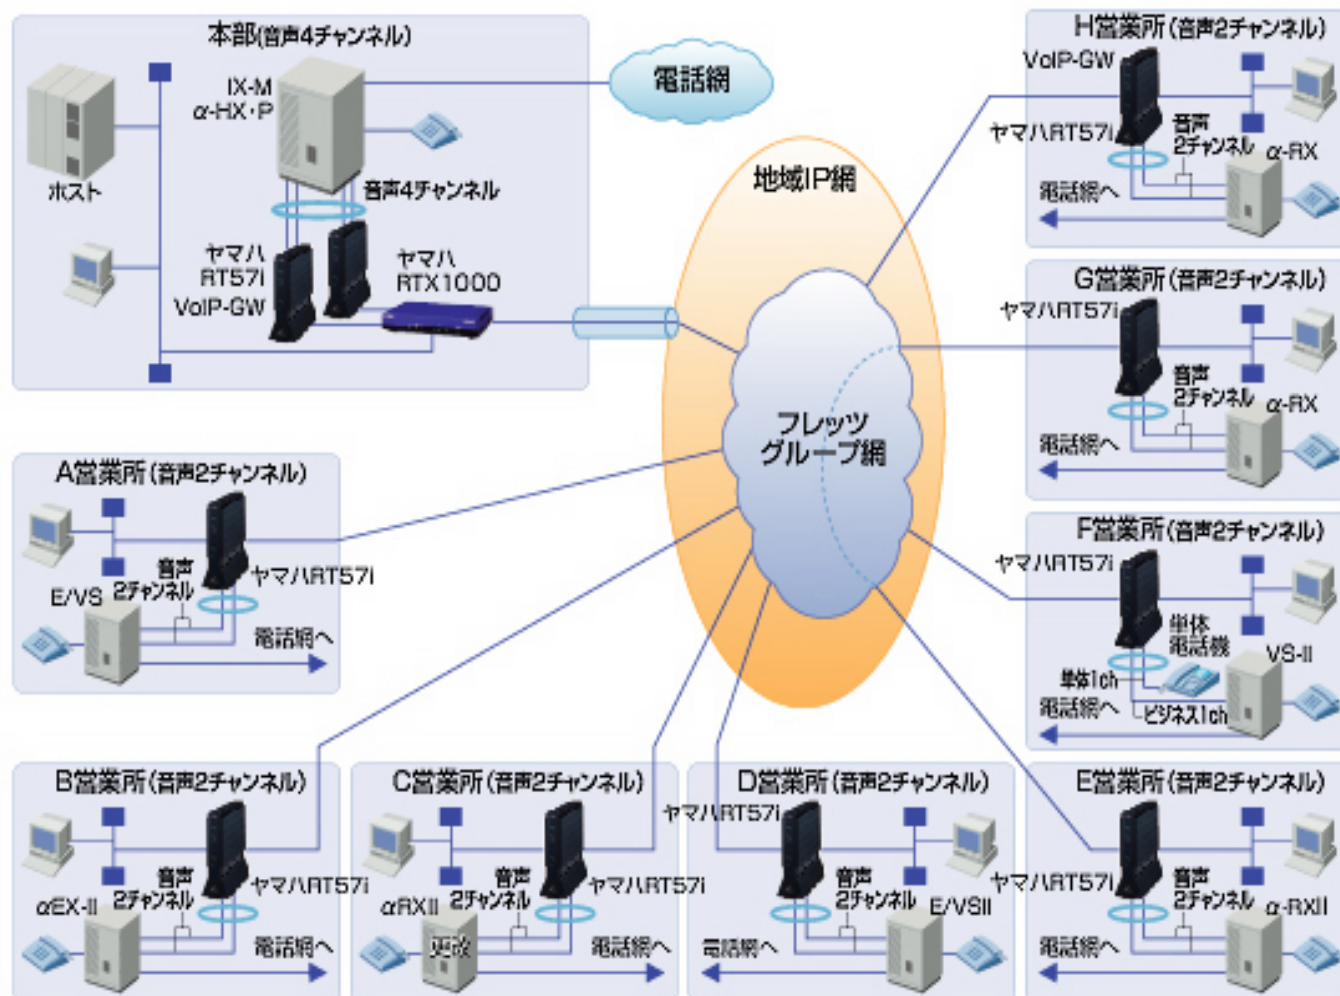 本部(音声4チャンネル)
IX-M
α-HX・P
電話網
ホスト
音声4チャンネル
ヤマハ
RT57i
VoIP-GW
ヤマハ
RTX1000
地域IP網
フレッツ
グループ網
H営業所(音声2チャンネル)
VoIP-GW
ヤマハRT57i
音声
2チャンネル
α-RX
電話網へ
G営業所(音声2チャンネル)
ヤマハRT57i
音声
2チャンネル
α-RX
電話網へ
A営業所(音声2チャンネル)
音声
2チャンネル
ヤマハRT57i
E/VS
電話網へ
F営業所(音声2チャンネル)
ヤマハRT57i
単体
電話機
VS-II
単体1ch
電話網へ
ビジネス1ch
B営業所(音声2チャンネル)
音声
2チャンネル
ヤマハRT57i
αEX-II
電話網へ
C営業所(音声2チャンネル)
音声
2チャンネル
ヤマハRT57i
αRXII
更改
電話網へ
D営業所(音声2チャンネル)
ヤマハRT57i
音声
2チャンネル
E/VSII
電話網へ
E営業所(音声2チャンネル)
ヤマハRT57i
音声
2チャンネル
α-RXII
電話網へ